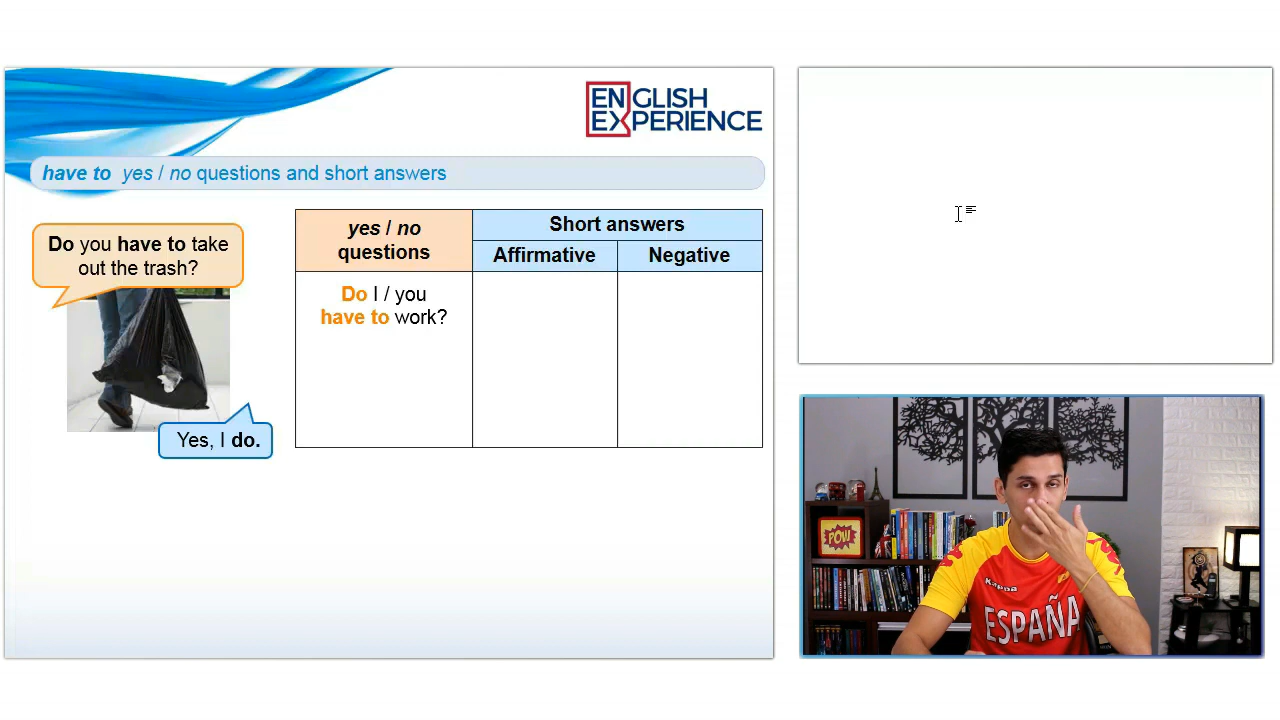 ENGLISH
EXPERIENCE
have to yes / no questions and short answers
Do you have to take
out the trash?
Yes, I do.
yes / no
questions
Short answers
Affirmative
Negative
Do I / you
have to work?
POW
Kappa
ESPAÑA